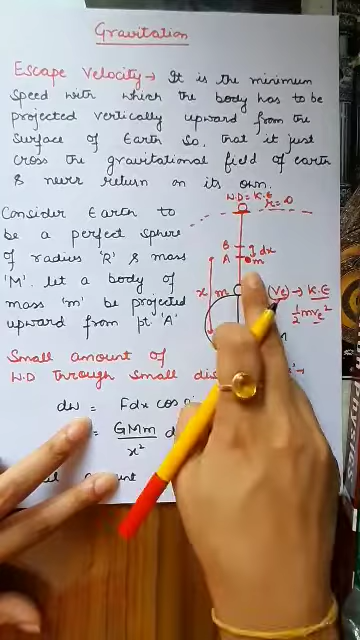 Gravitation
Escape Velocity → It is the minimum
speed with which the body has to be
projected vertically upward from the
surface of Earth so, that it just
cross the gravitational field of earth
& never return on its own.
W.D = K.E
Consider Earth to
be a perfect sphere
of radius 'R' & mass
'M'. let a body of
mass 'm' be projected
upward from pt 'A'
B
dx
A
m
x
m
(Ve) → K.E
½mve²
Small amount of
W.D through small
dW = Fdx cos
= GMm
x²